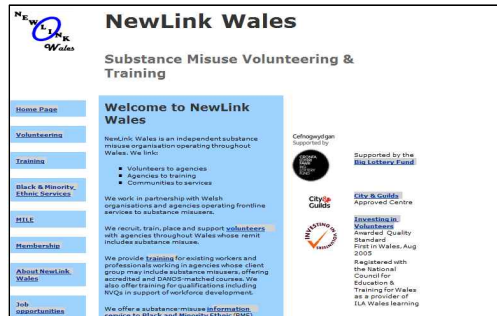 NEWLINK
Wales
NewLink Wales
Substance Misuse Volunteering &
Training
Home Page
Volunteering
Training
Black & Minority
Ethnic Services
MILE
Membership
About NewLink
Wales
Job
opportunities
Welcome to NewLink
Wales
NewLink Wales is an independent substance
misuse organisation operating throughout
Wales. We link:
Volunteers to agencies
Agencies to training
Communities to services
We work in partnership with Welsh
organisations and agencies operating frontline
services to substance misusers.
We recruit, train, place and support volunteers
with agencies throughout Wales whose remit
includes substance misuse.
We provide training for existing workers and
professionals working in agencies whose client
group may include substance misusers, offering
accredited and DANOS-matched courses. We
also offer training for qualifications including
NVQs in support of workforce development.
We offer a substance-misuse information
service to Black and Minority Ethnic (BME)
Cefnogwyd gan
Supported by
LOTTERY
FUND
Supported by the
Big Lottery Fund
City&
Guilds
City & Guilds
Approved Centre
INVESTING IN
VOLUNTEERS
Investing in
Volunteers
Awarded Quality
Standard
First in Wales, Aug
2005
Registered with
the National
Council for
Education &
Training for Wales
as a provider of
ILA Wales learning